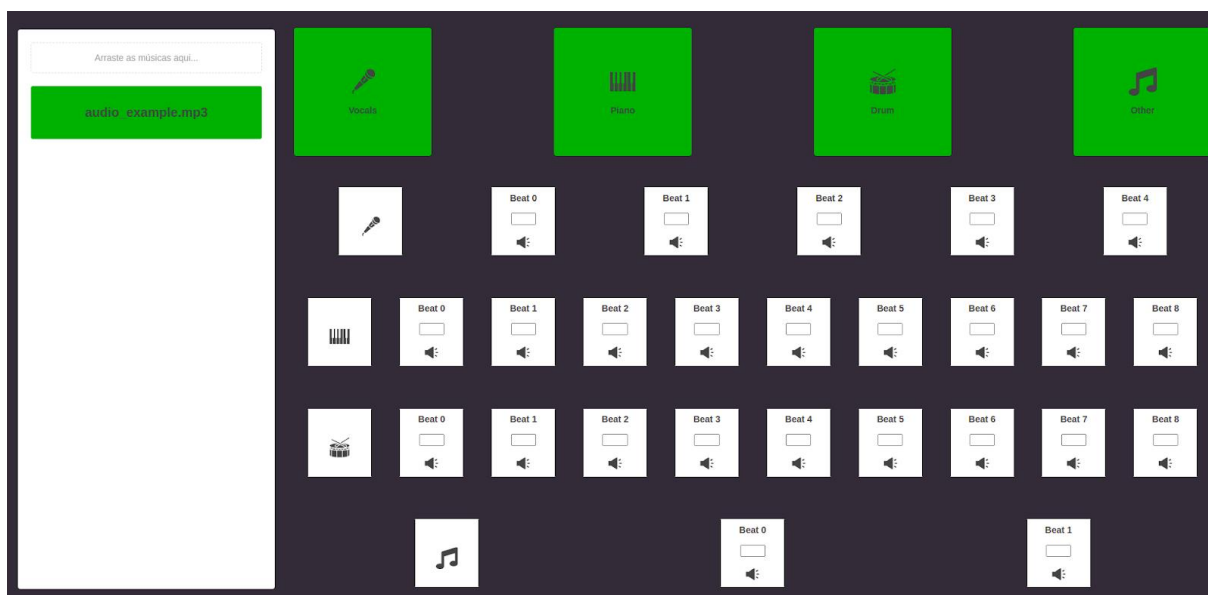 Arraste as músicas aqui...
audio_example.mp3
Vocals
Piano
Drum
Other
Beat 0
Beat 1
Beat 2
Beat 3
Beat 4
Beat 0
Beat 1
Beat 2
Beat 3
Beat 4
Beat 5
Beat 6
Beat 7
Beat 8
Beat 0
Beat 1
Beat 2
Beat 3
Beat 4
Beat 5
Beat 6
Beat 7
Beat 8
Beat 0
Beat 1